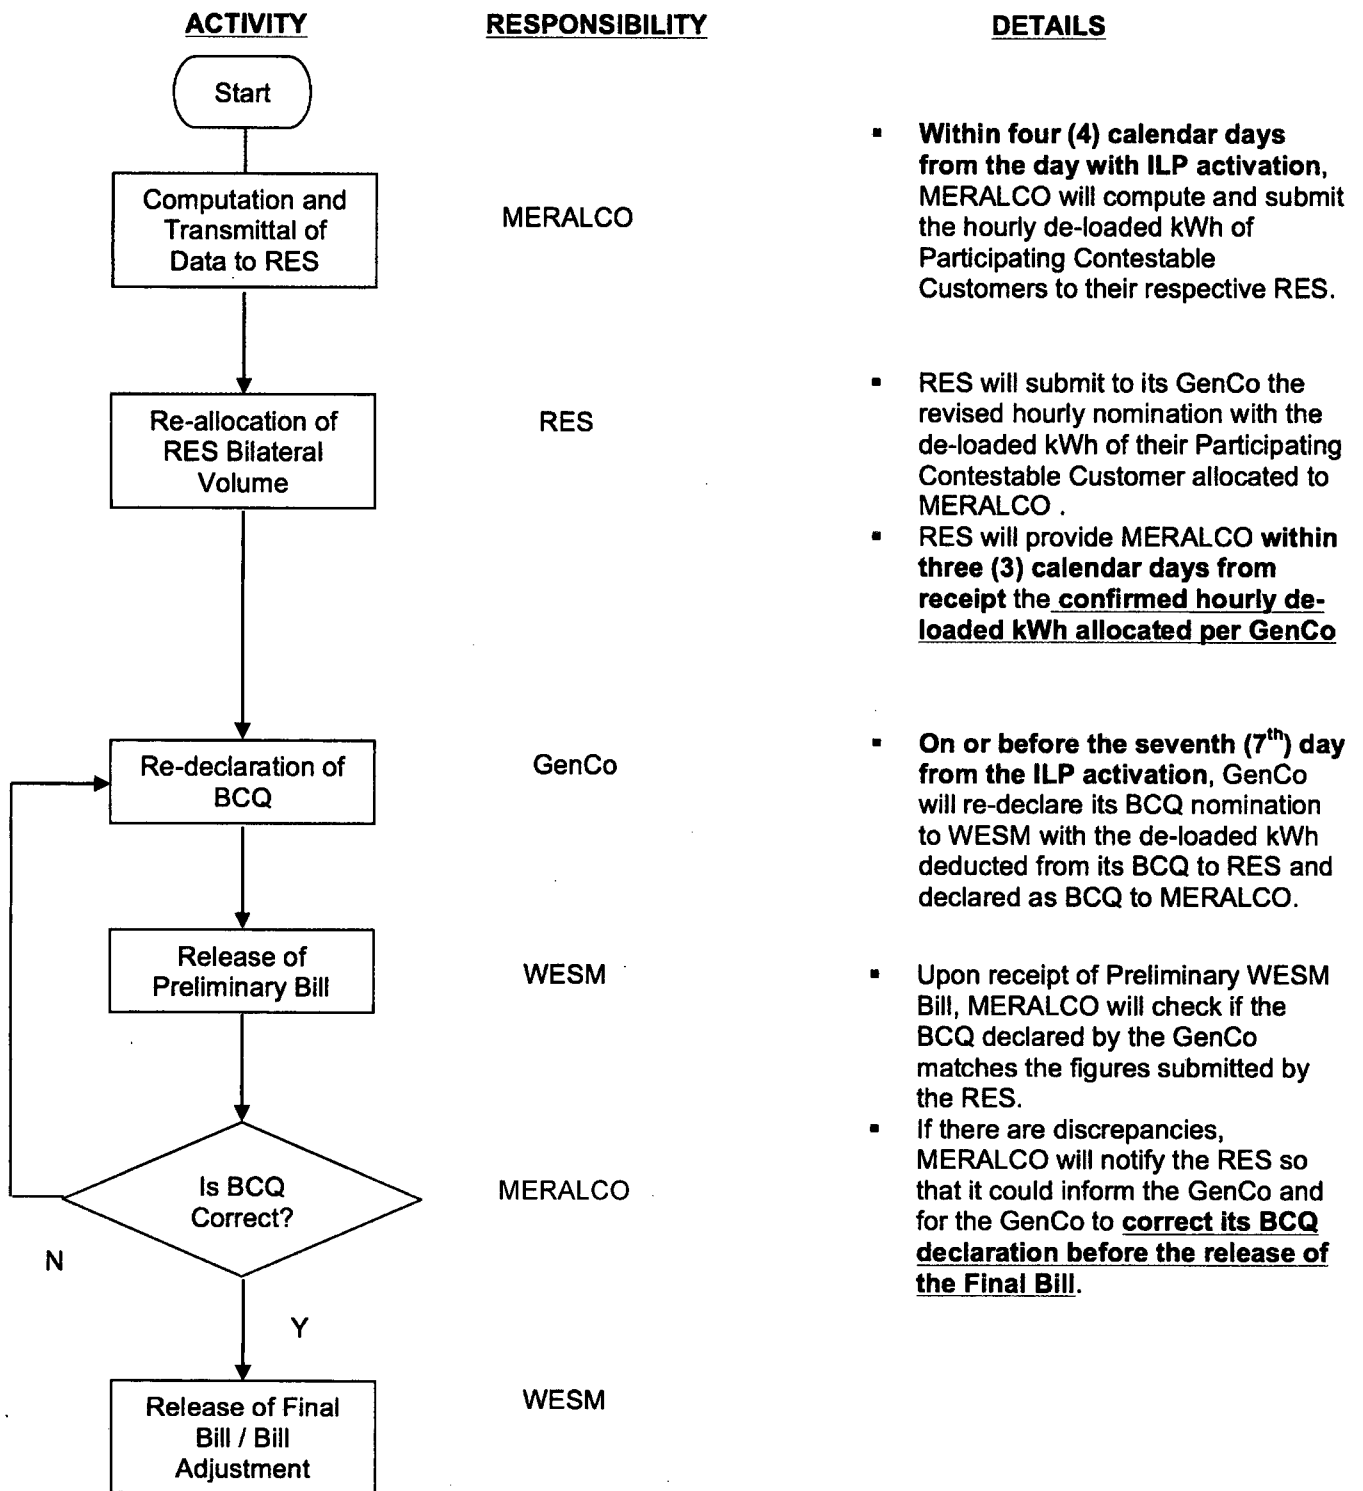 ACTIVITY
RESPONSIBILITY
DETAILS
Start
Computation and
Transmittal of
Data to RES
MERALCO
▪ Within four (4) calendar days
from the day with ILP activation,
MERALCO will compute and submit
the hourly de-loaded kWh of
Participating Contestable
Customers to their respective RES.
Re-allocation of
RES Bilateral
Volume
RES
▪ RES will submit to its GenCo the
revised hourly nomination with the
de-loaded kWh of their Participating
Contestable Customer allocated to
MERALCO .
▪ RES will provide MERALCO within
three (3) calendar days from
receipt the confirmed hourly de-
loaded kWh allocated per GenCo
Re-declaration of
BCQ
GenCo
▪ On or before the seventh (7th) day
from the ILP activation, GenCo
will re-declare its BCQ nomination
to WESM with the de-loaded kWh
deducted from its BCQ to RES and
declared as BCQ to MERALCO.
Release of
Preliminary Bill
WESM
▪ Upon receipt of Preliminary WESM
Bill, MERALCO will check if the
BCQ declared by the GenCo
matches the figures submitted by
the RES.
▪ If there are discrepancies,
MERALCO will notify the RES so
that it could inform the GenCo and
for the GenCo to correct its BCQ
declaration before the release of
the Final Bill.
Is BCQ
Correct?
MERALCO
N
Y
Release of Final
Bill / Bill
Adjustment
WESM